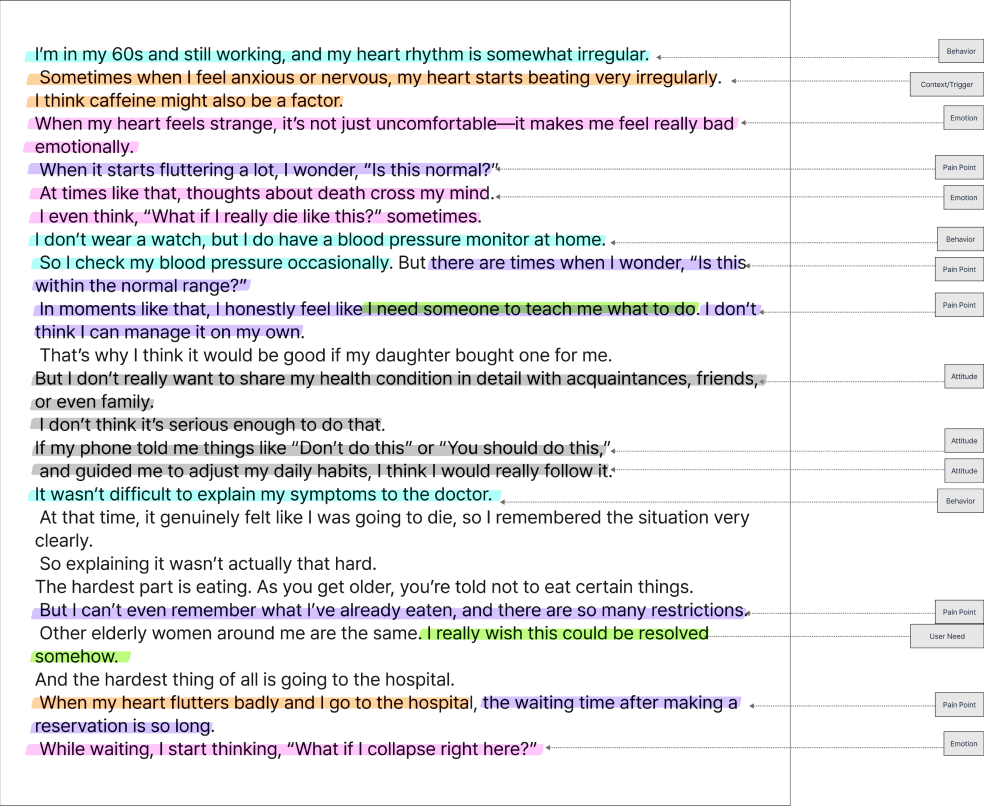 I’m in my 60s and still working, and my heart rhythm is somewhat irregular.
Behavior
Sometimes when I feel anxious or nervous, my heart starts beating very irregularly.
Context/Trigger
I think caffeine might also be a factor.
When my heart feels strange, it’s not just uncomfortable—it makes me feel really bad
Emotion
emotionally.
When it starts fluttering a lot, I wonder, “Is this normal?”
Pain Point
At times like that, thoughts about death cross my mind.
Emotion
I even think, “What if I really die like this?” sometimes.
I don’t wear a watch, but I do have a blood pressure monitor at home.
Behavior
So I check my blood pressure occasionally. But there are times when I wonder, “Is this
Pain Point
within the normal range?”
In moments like that, I honestly feel like I need someone to teach me what to do. I don’t
Pain Point
think I can manage it on my own.
That’s why I think it would be good if my daughter bought one for me.
But I don’t really want to share my health condition in detail with acquaintances, friends,
Attitude
or even family.
I don’t think it’s serious enough to do that.
If my phone told me things like “Don’t do this” or “You should do this,”
Attitude
and guided me to adjust my daily habits, I think I would really follow it.
Attitude
It wasn’t difficult to explain my symptoms to the doctor.
Behavior
At that time, it genuinely felt like I was going to die, so I remembered the situation very
clearly.
So explaining it wasn’t actually that hard.
The hardest part is eating. As you get older, you’re told not to eat certain things.
But I can’t even remember what I’ve already eaten, and there are so many restrictions.
Pain Point
Other elderly women around me are the same. I really wish this could be resolved
User Need
somehow.
And the hardest thing of all is going to the hospital.
When my heart flutters badly and I go to the hospital, the waiting time after making a
Pain Point
reservation is so long.
While waiting, I start thinking, “What if I collapse right here?”
Emotion